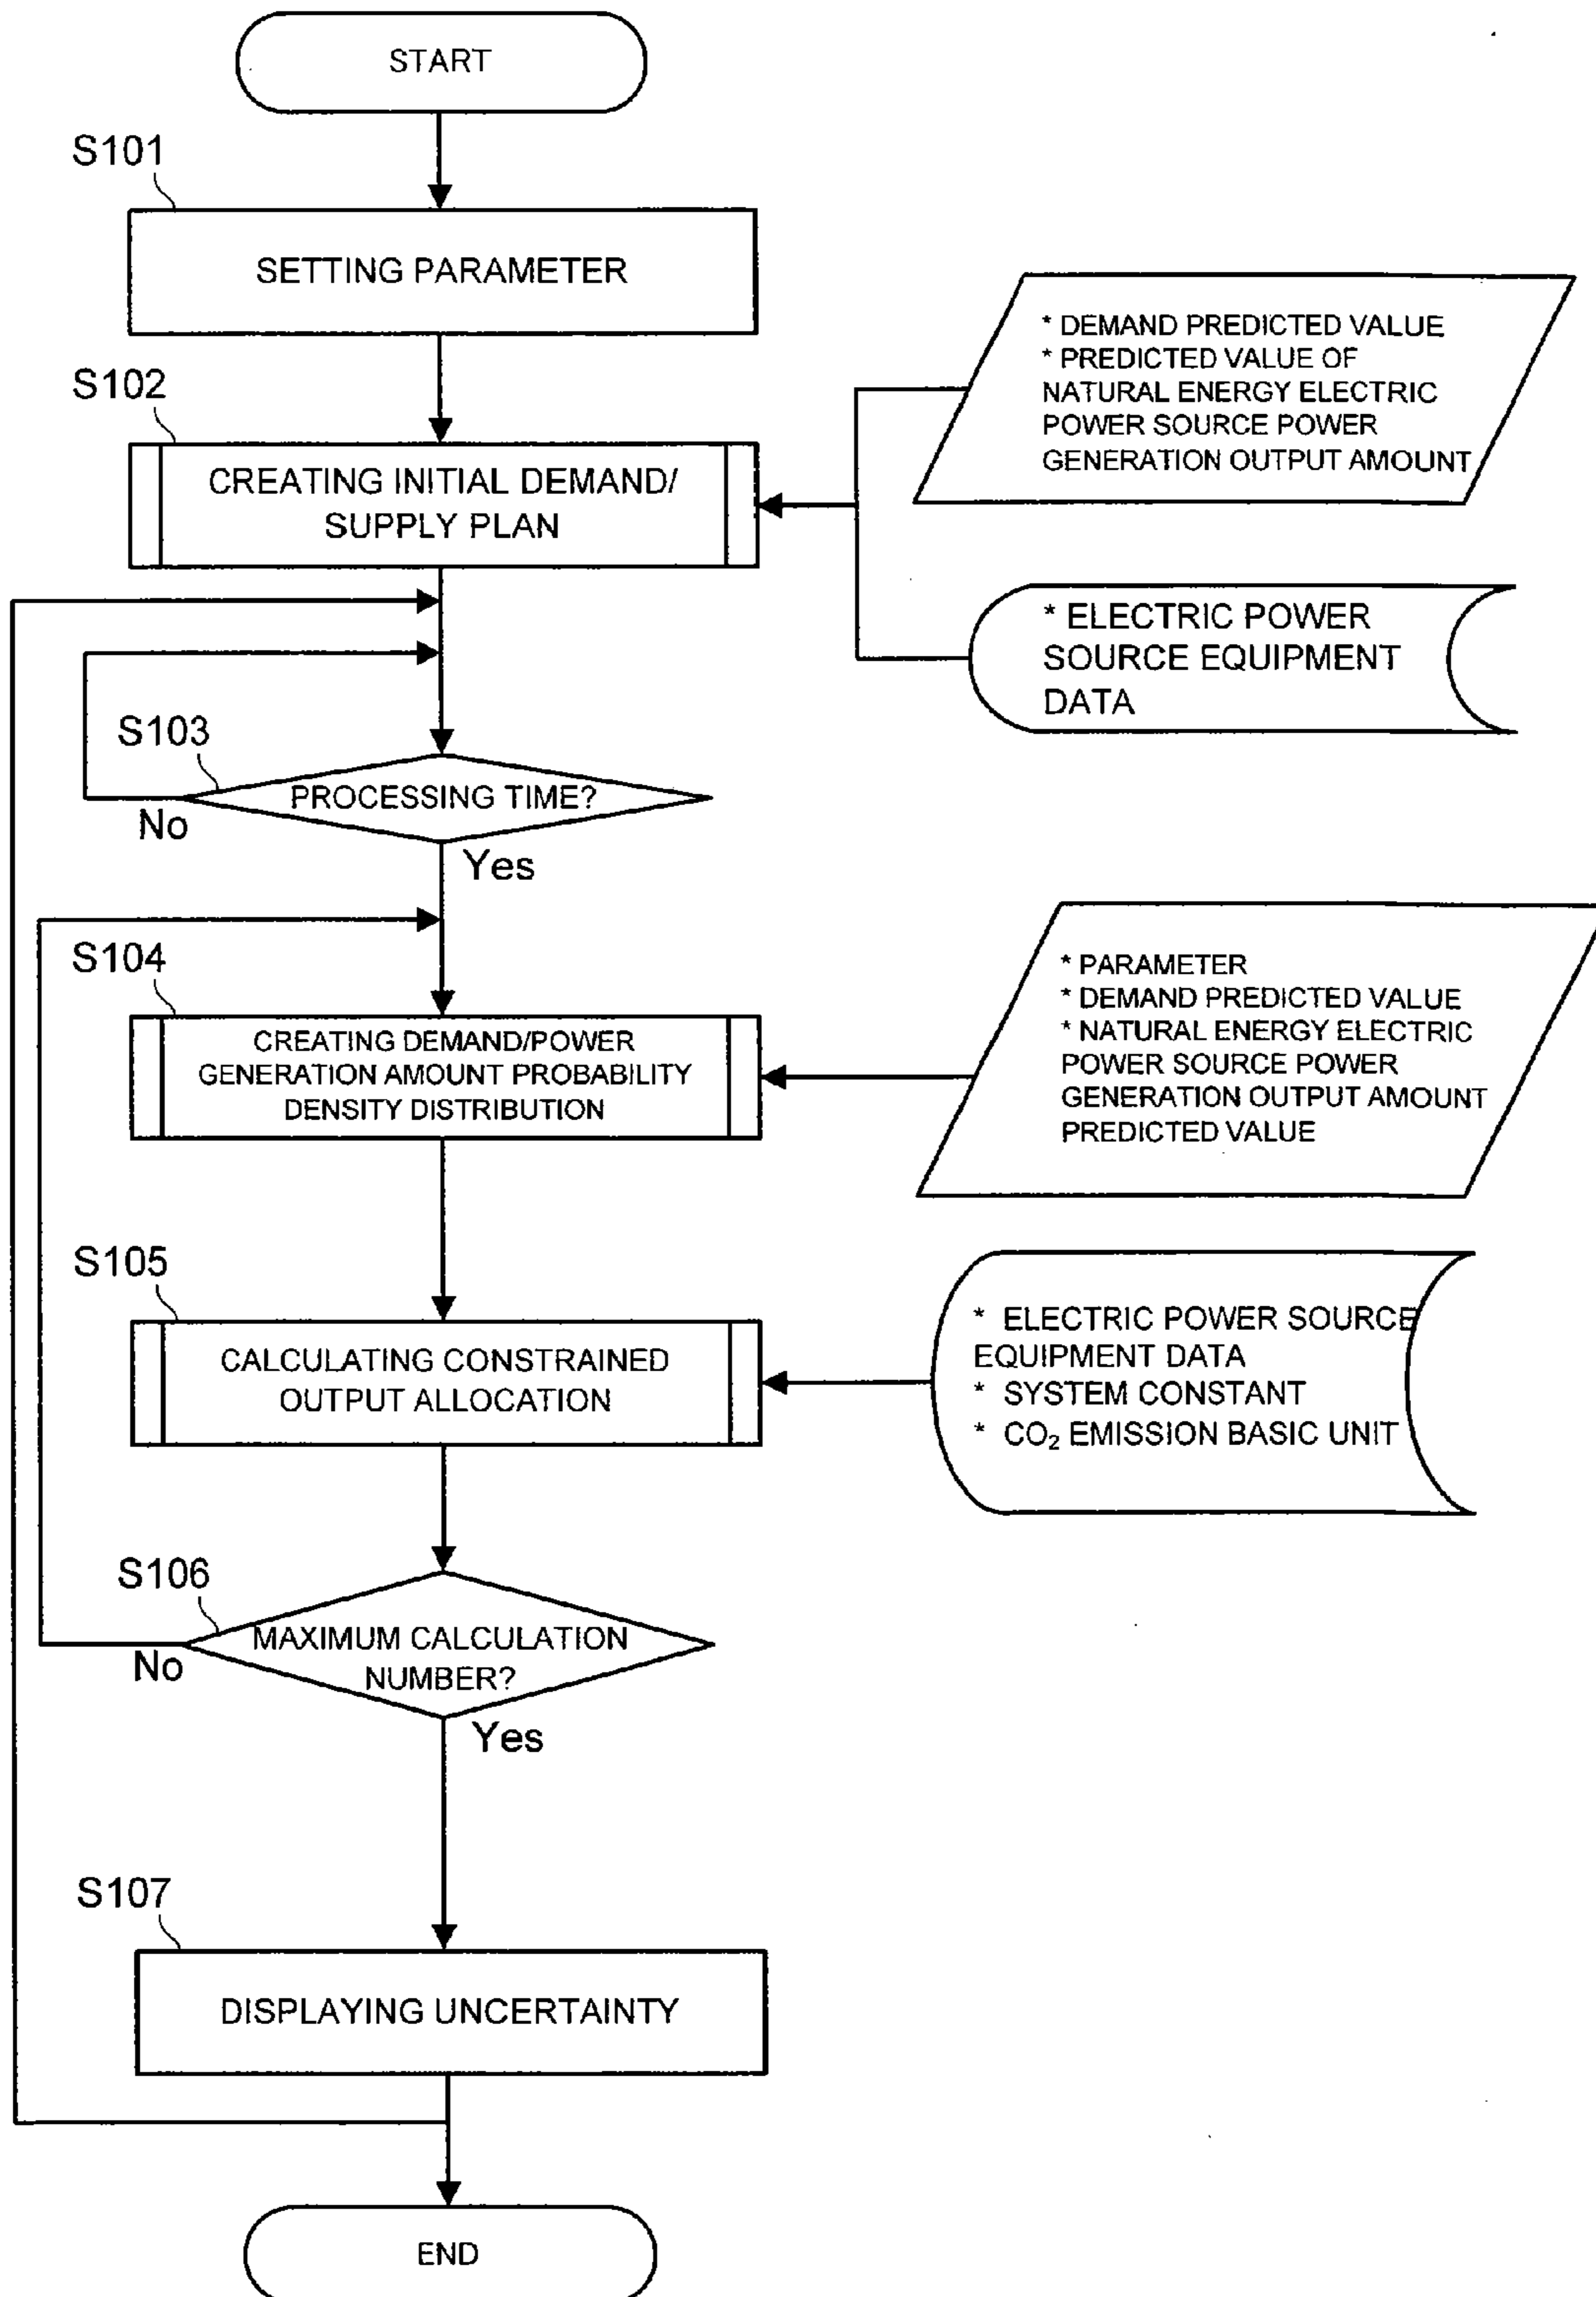 START
S101
SETTING PARAMETER
S102
CREATING INITIAL DEMAND/
SUPPLY PLAN
* DEMAND PREDICTED VALUE
* PREDICTED VALUE OF
NATURAL ENERGY ELECTRIC
POWER SOURCE POWER
GENERATION OUTPUT AMOUNT
* ELECTRIC POWER
SOURCE EQUIPMENT
DATA
S103
PROCESSING TIME?
No
Yes
S104
CREATING DEMAND/POWER
GENERATION AMOUNT PROBABILITY
DENSITY DISTRIBUTION
* PARAMETER
* DEMAND PREDICTED VALUE
* NATURAL ENERGY ELECTRIC
POWER SOURCE POWER
GENERATION OUTPUT AMOUNT
PREDICTED VALUE
S105
CALCULATING CONSTRAINED
OUTPUT ALLOCATION
* ELECTRIC POWER SOURCE
EQUIPMENT DATA
* SYSTEM CONSTANT
* CO₂ EMISSION BASIC UNIT
S106
MAXIMUM CALCULATION
NUMBER?
No
Yes
S107
DISPLAYING UNCERTAINTY
END